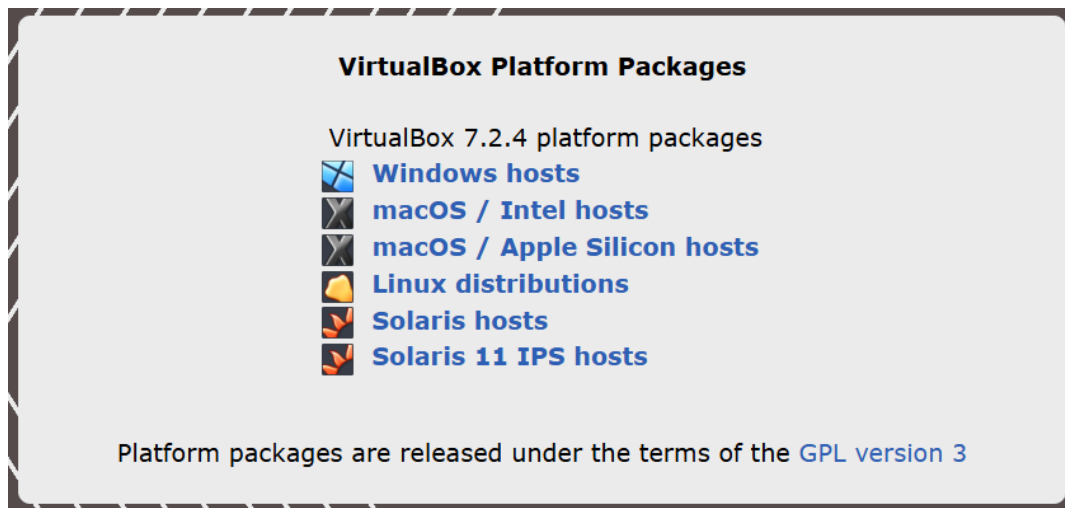 VirtualBox Platform Packages
VirtualBox 7.2.4 platform packages
Windows hosts
macOS / Intel hosts
macOS / Apple Silicon hosts
Linux distributions
Solaris hosts
Solaris 11 IPS hosts
Platform packages are released under the terms of the GPL version 3